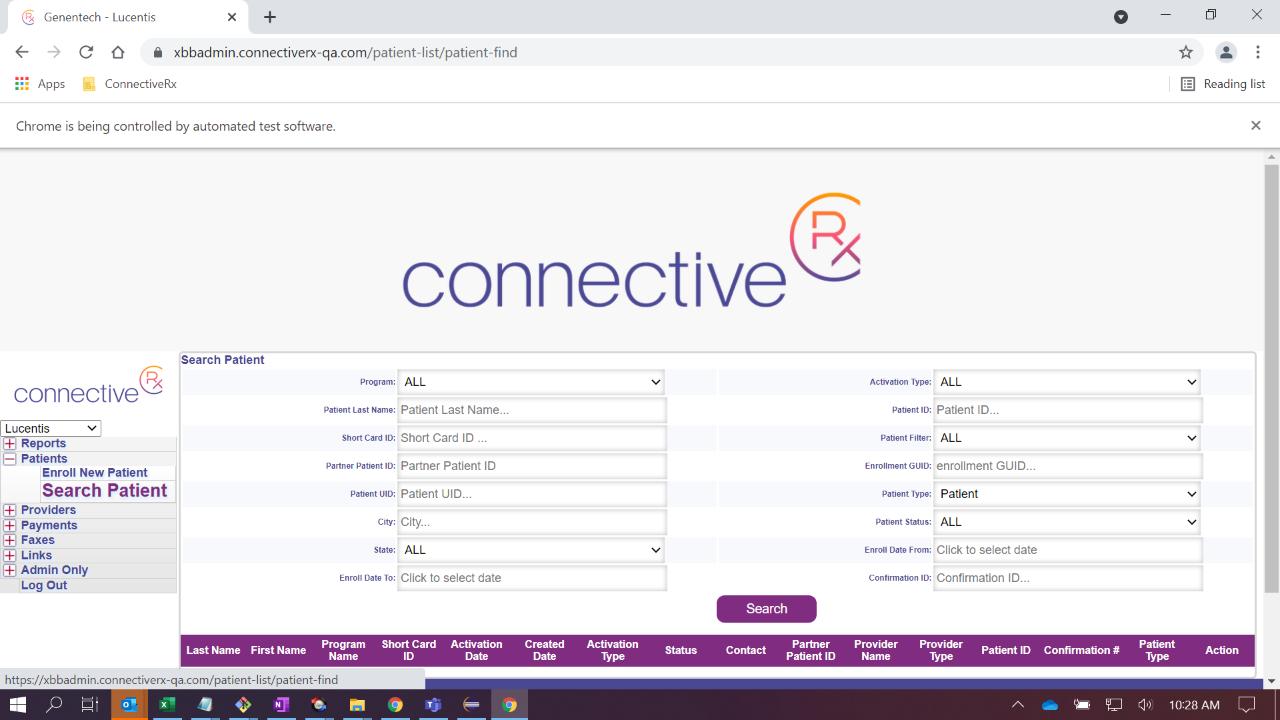 Genentech - Lucentis
xbbadmin.connectiverx-qa.com/patient-list/patient-find
Apps ConnectiveRx Reading list
Chrome is being controlled by automated test software.
connective Rx
connective Rx
Lucentis
Reports
Patients
Enroll New Patient
Search Patient
Providers
Payments
Faxes
Links
Admin Only
Log Out
Search Patient
Program: ALL Activation Type: ALL
Patient Last Name: Patient Last Name... Patient ID: Patient ID...
Short Card ID: Short Card ID ... Patient Filter: ALL
Partner Patient ID: Partner Patient ID Enrollment GUID: enrollment GUID...
Patient UID: Patient UID... Patient Type: Patient
City: City... Patient Status: ALL
State: ALL Enroll Date From: Click to select date
Enroll Date To: Click to select date Confirmation ID: Confirmation ID...
Search
Last Name First Name Program Name Short Card ID Activation Date Created Date Activation Type Status Contact Partner Patient ID Provider Name Provider Type Patient ID Confirmation # Patient Type Action
https://xbbadmin.connectiverx-qa.com/patient-list/patient-find
10:28 AM